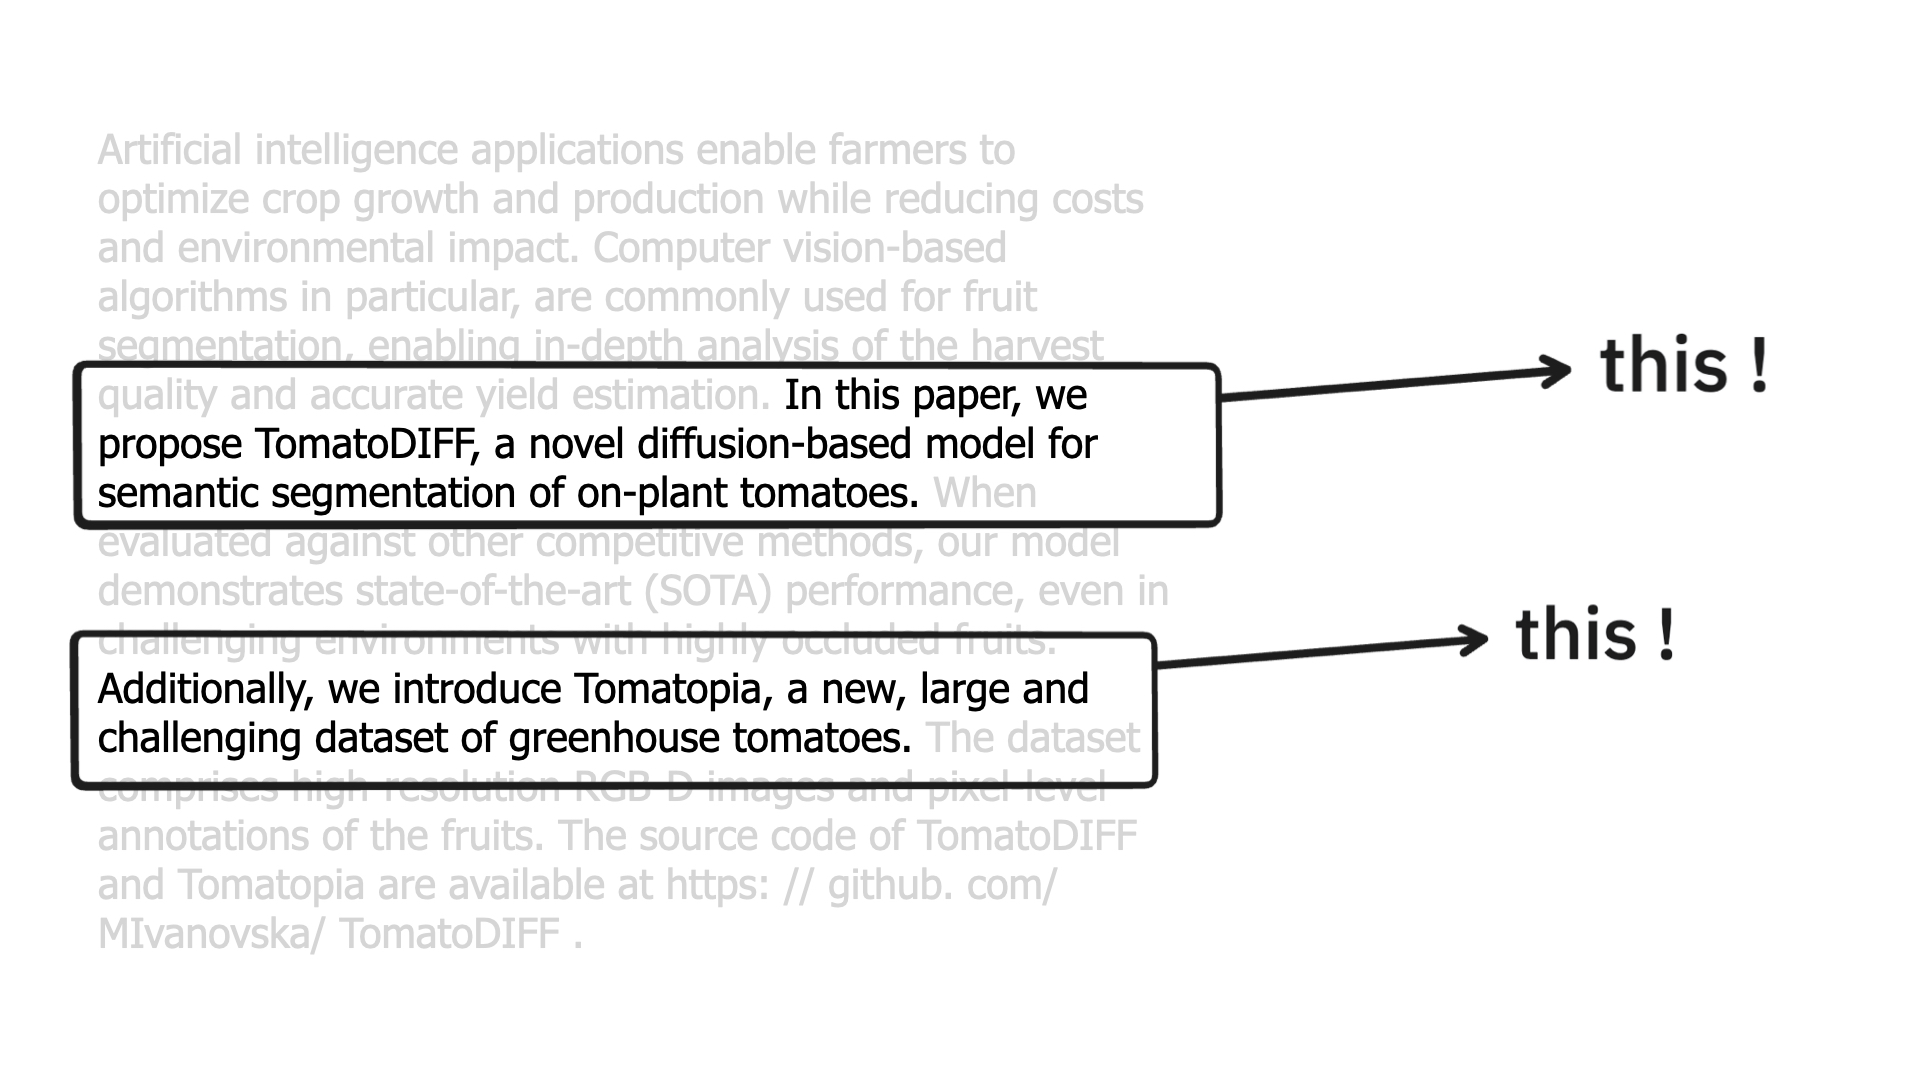 Artificial intelligence applications enable farmers to
optimize crop growth and production while reducing costs
and environmental impact. Computer vision-based
algorithms in particular, are commonly used for fruit
segmentation, enabling in-depth analysis of the harvest
quality and accurate yield estimation. In this paper, we
propose TomatoDIFF, a novel diffusion-based model for
semantic segmentation of on-plant tomatoes. When
evaluated against other competitive methods, our model
demonstrates state-of-the-art (SOTA) performance, even in
challenging environments with highly occluded fruits.
Additionally, we introduce Tomatopia, a new, large and
challenging dataset of greenhouse tomatoes. The dataset
comprises high-resolution RGB-D images and pixel-level
annotations of the fruits. The source code of TomatoDIFF
and Tomatopia are available at https: // github. com/
MIvanovska/ TomatoDIFF .
this !
this !